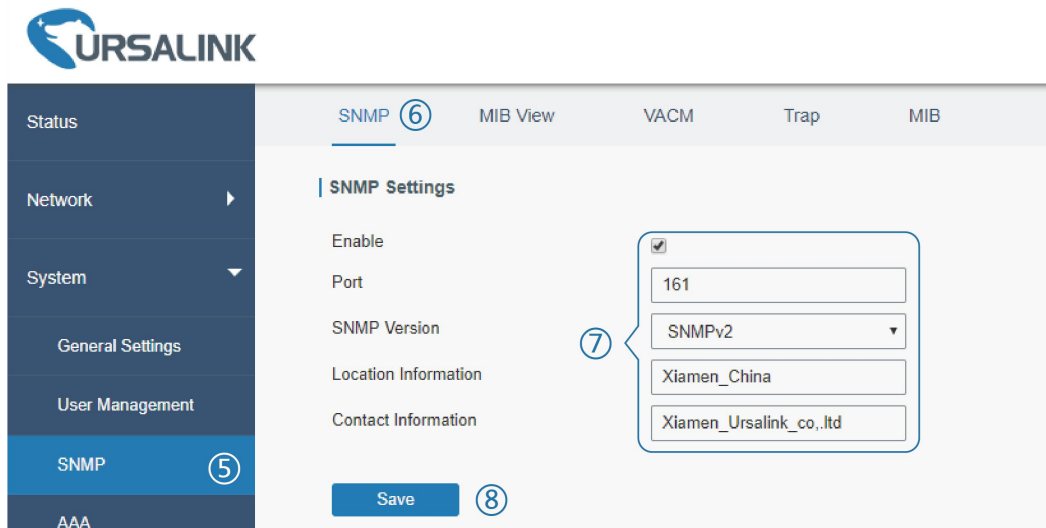 URSALINK
Status
Network
System
General Settings
User Management
SNMP ⑤
AAA
SNMP ⑥ MIB View VACM Trap MIB
SNMP Settings
Enable
Port 161
SNMP Version SNMPv2
⑦
Location Information Xiamen_China
Contact Information Xiamen_Ursalink_co,.ltd
Save ⑧